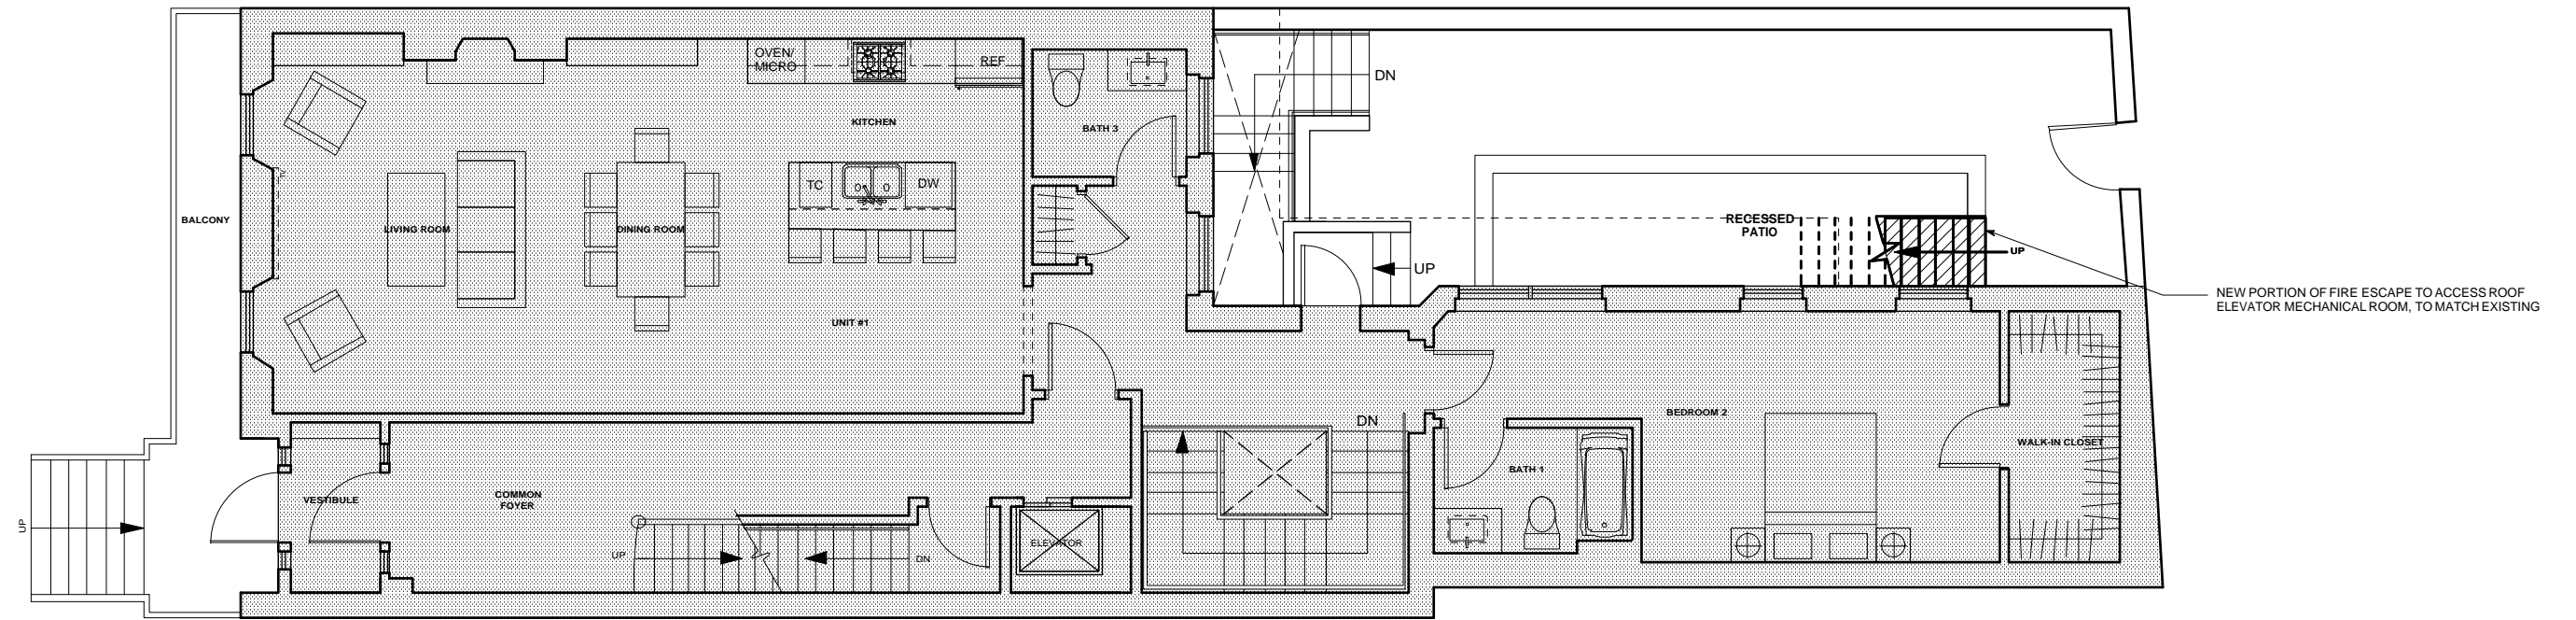 OVEN/
MICRO
REF
DN
KITCHEN
BATH 3
TC
DW
TV
BALCONY
LIVING ROOM
DINING ROOM
RECESSED
PATIO
UP
UP
NEW PORTION OF FIRE ESCAPE TO ACCESS ROOF
ELEVATOR MECHANICAL ROOM, TO MATCH EXISTING
UNIT #1
DN
BEDROOM 2
WALK-IN CLOSET
BATH 1
VESTIBULE
COMMON
FOYER
UP
ELEVATOR
UP
DN